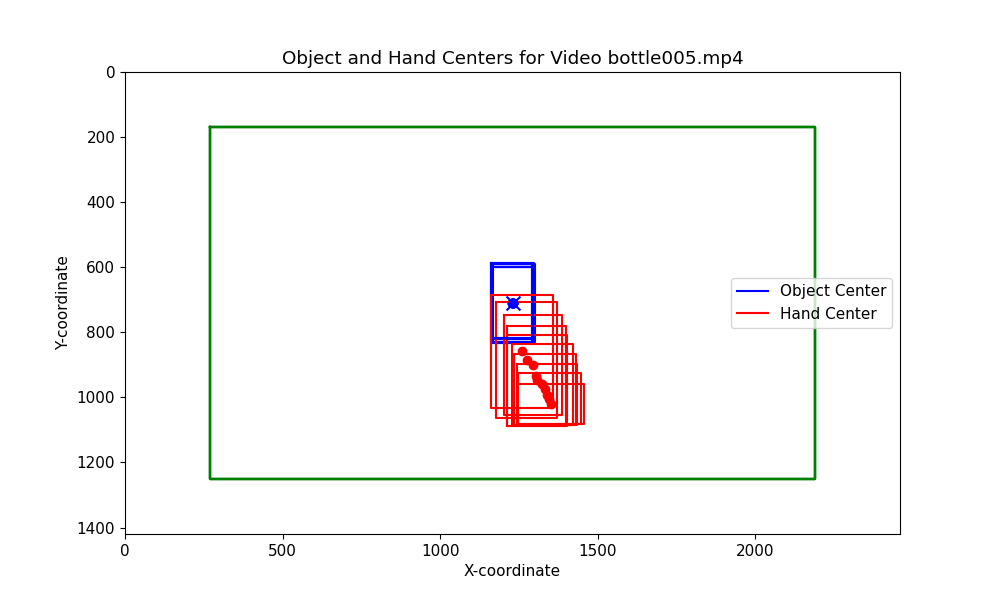 Object and Hand Centers for Video bottle005.mp4
0
200
400
600
800
1000
1200
1400
Y-coordinate
Object Center
Hand Center
0
500
1000
1500
2000
X-coordinate